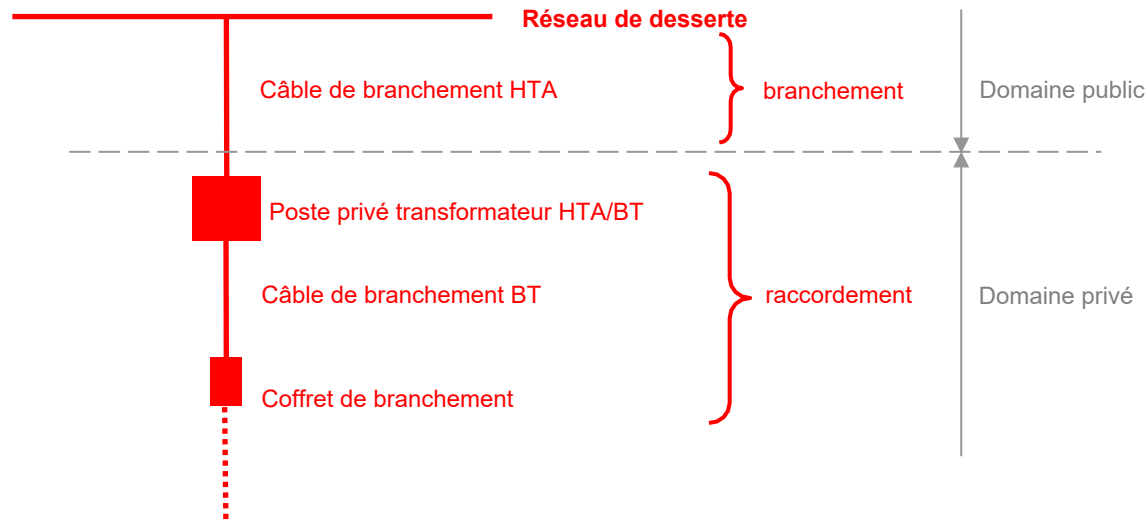 Réseau de desserte
Câble de branchement HTA
branchement
Domaine public
Poste privé transformateur HTA/BT
Câble de branchement BT
raccordement
Domaine privé
Coffret de branchement